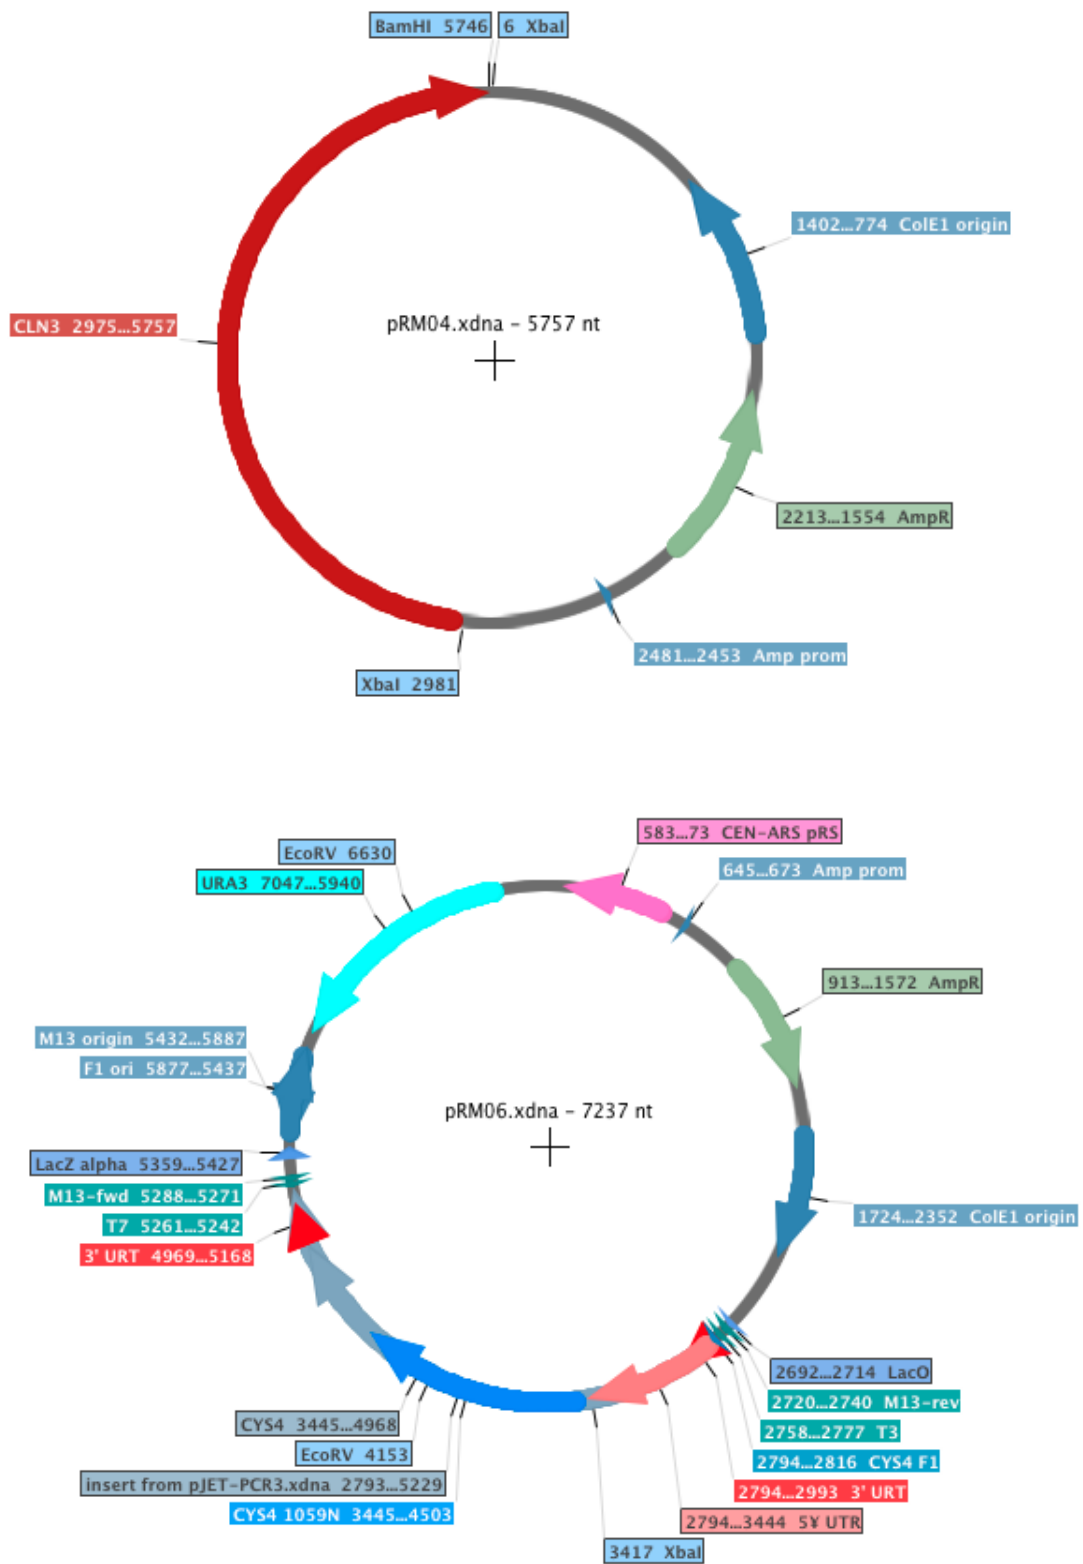 BamHI 5746
6 XbaI
1402...774 ColE1 origin
CLN3 2975...5757
pRM04.xdna - 5757 nt
2213...1554 AmpR
2481...2453 Amp prom
XbaI 2981
583...73 CEN-ARS pRS
EcoRV 6630
645...673 Amp prom
URA3 7047...5940
913...1572 AmpR
M13 origin 5432...5887
F1 ori 5877...5437
pRM06.xdna - 7237 nt
LacZ alpha 5359...5427
M13-fwd 5288...5271
1724...2352 ColE1 origin
T7 5261...5242
3' URT 4969...5168
2692...2714 LacO
2720...2740 M13-rev
CYS4 3445...4968
2758...2777 T3
EcoRV 4153
2794...2816 CYS4 F1
insert from pJET-PCR3.xdna 2793...5229
2794...2993 3' URT
CYS4 1059N 3445...4503
2794...3444 5¥ UTR
3417 XbaI